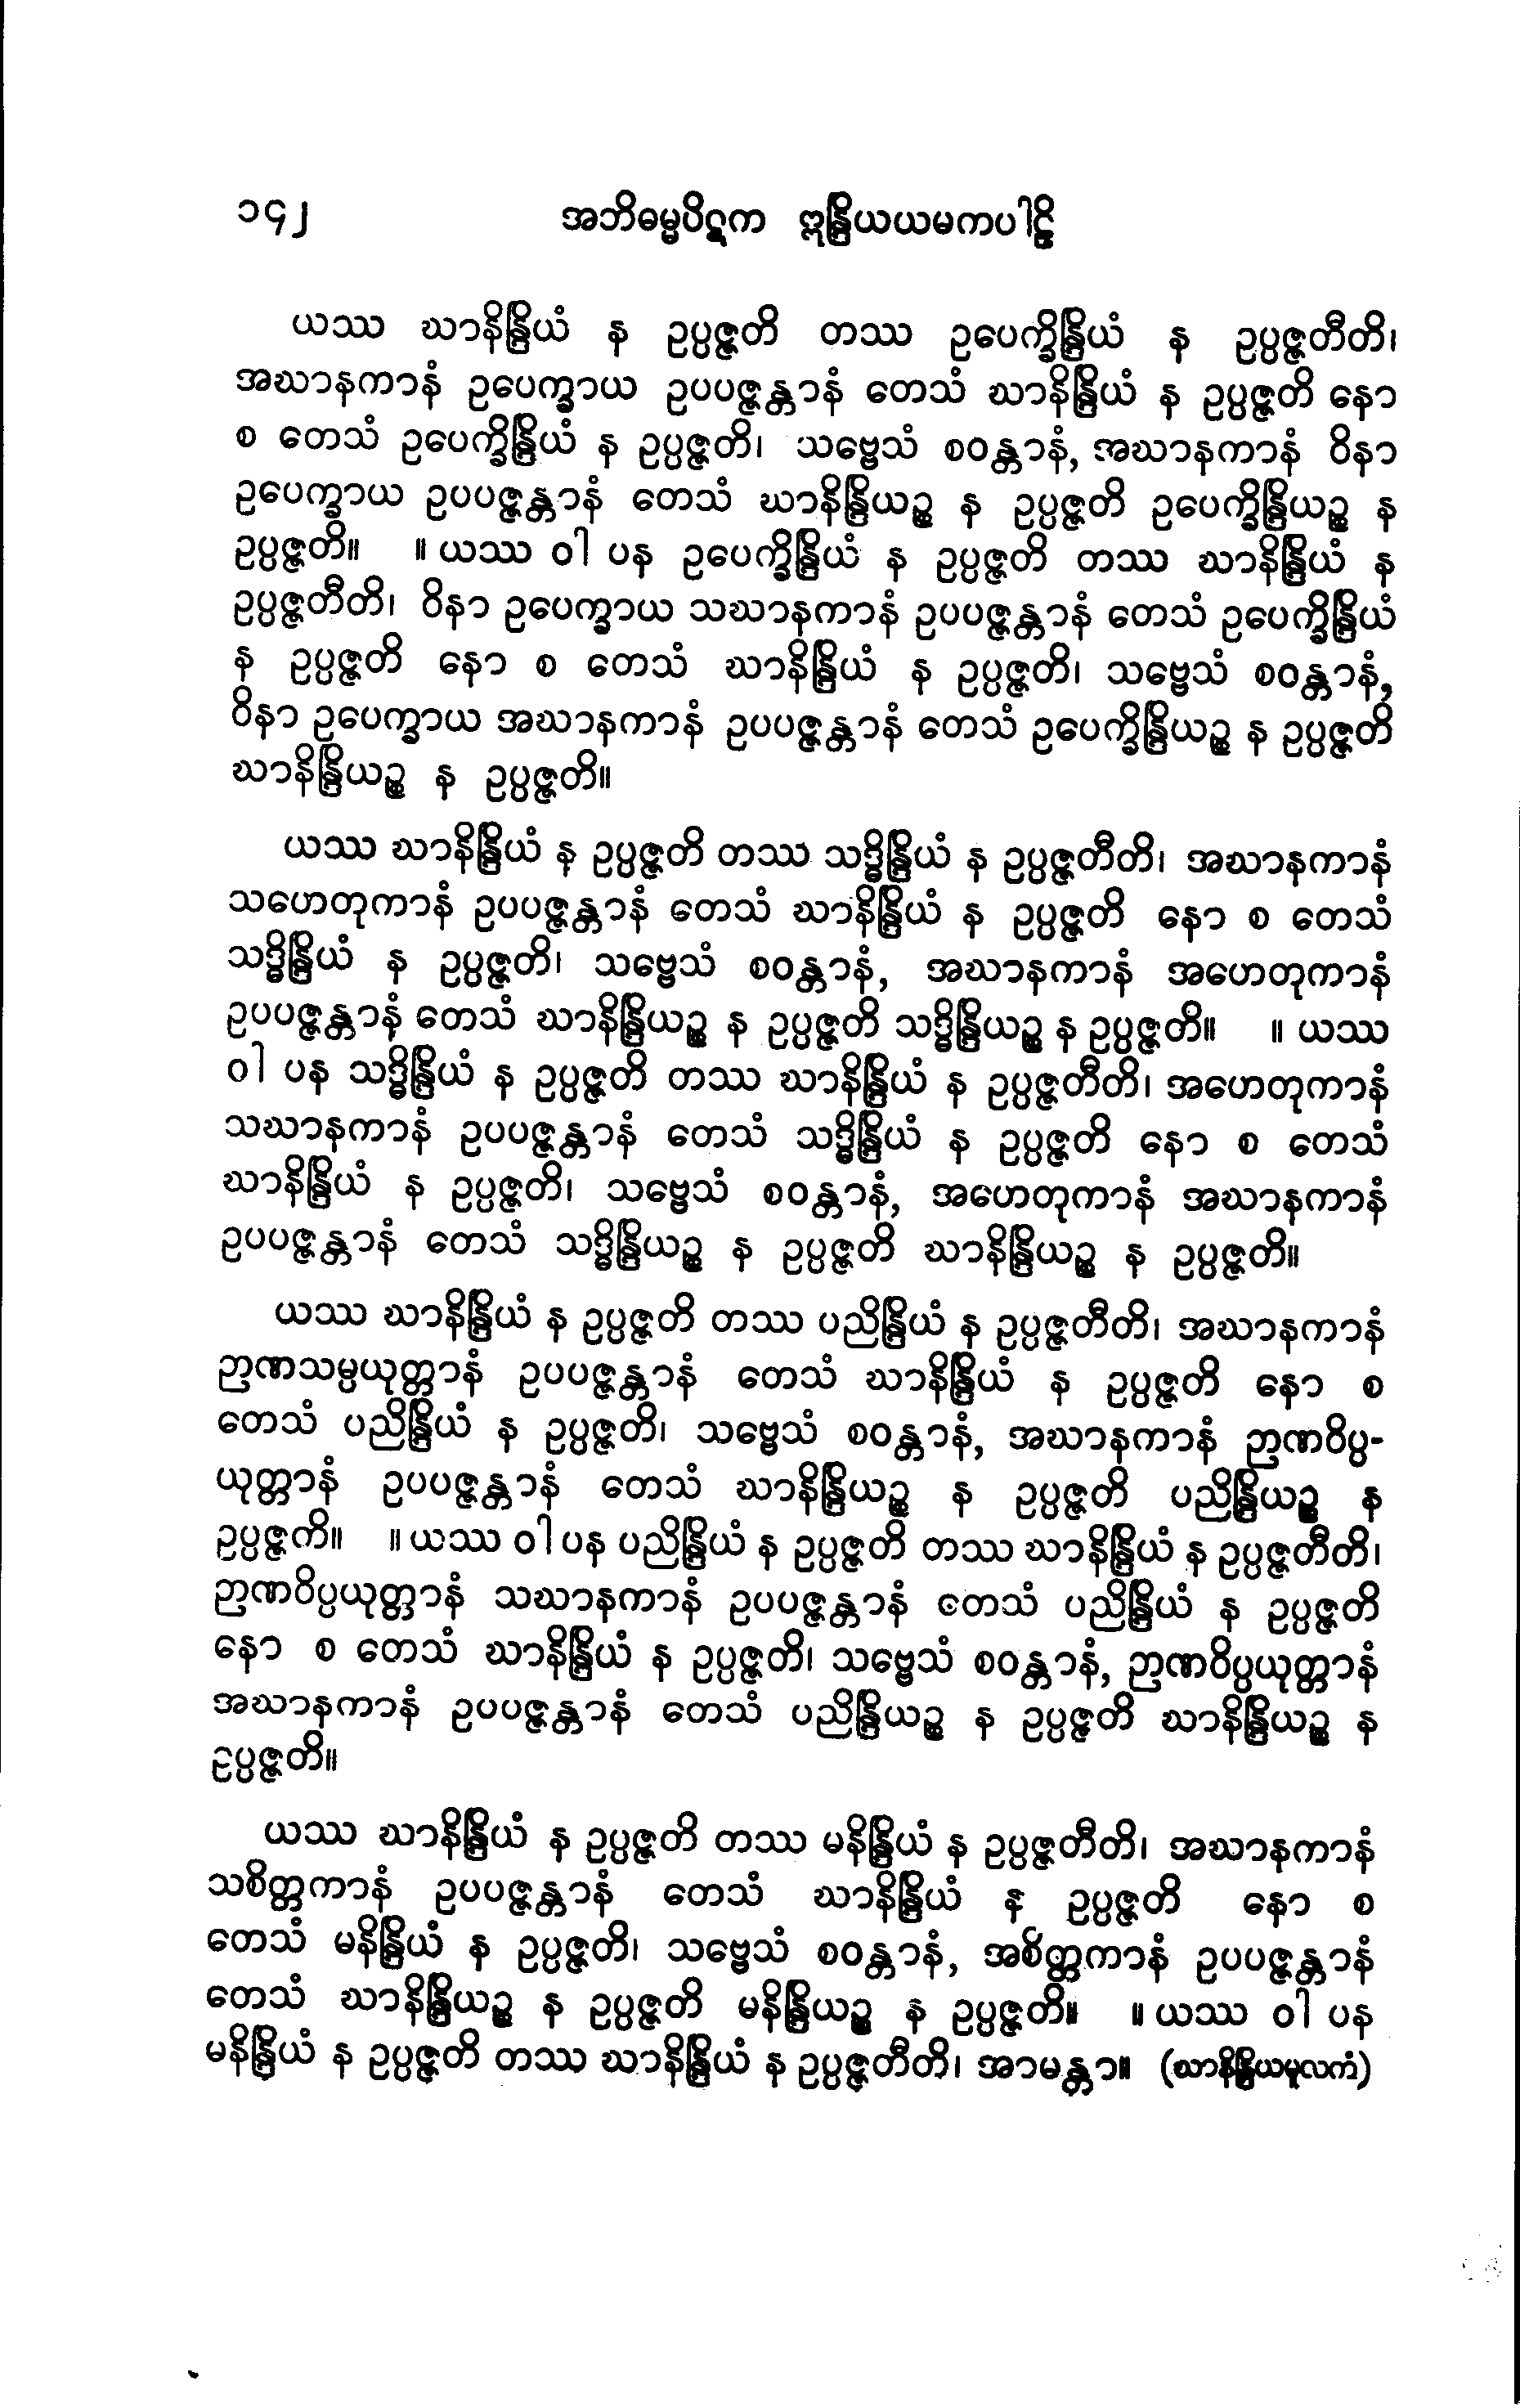 ၁၄၂ အဘိဓမ္မပိဋက ဣန္ဒြိယယမကပါဠိ
ယဿ ဃာနိန္ဒြိယံ န ဥပ္ပဇ္ဇတိ တဿ ဥပေက္ခိန္ဒြိယံ န ဥပ္ပဇ္ဇတီတိ၊
အဃာနကာနံ ဥပေက္ခာယ ဥပပဇ္ဇန္တာနံ တေသံ ဃာနိန္ဒြိယံ န ဥပ္ပဇ္ဇတိ နော
စ တေသံ ဥပေက္ခိန္ဒြိယံ န ဥပ္ပဇ္ဇတိ၊ သဗ္ဗေသံ စဝန္တာနံ, အဃာနကာနံ ဝိနာ
ဥပေက္ခာယ ဥပပဇ္ဇန္တာနံ တေသံ ဃာနိန္ဒြိယဉ္စ န ဥပ္ပဇ္ဇတိ ဥပေက္ခိန္ဒြိယဉ္စ န
ဥပ္ပဇ္ဇတိ။ ။ ယဿ ဝါ ပန ဥပေက္ခိန္ဒြိယံ န ဥပ္ပဇ္ဇတိ တဿ ဃာနိန္ဒြိယံ န
ဥပ္ပဇ္ဇတီတိ၊ ဝိနာ ဥပေက္ခာယ သဃာနကာနံ ဥပပဇ္ဇန္တာနံ တေသံ ဥပေက္ခိန္ဒြိယံ
န ဥပ္ပဇ္ဇတိ နော စ တေသံ ဃာနိန္ဒြိယံ န ဥပ္ပဇ္ဇတိ၊ သဗ္ဗေသံ စဝန္တာနံ,
ဝိနာ ဥပေက္ခာယ အဃာနကာနံ ဥပပဇ္ဇန္တာနံ တေသံ ဥပေက္ခိန္ဒြိယဉ္စ န ဥပ္ပဇ္ဇတိ
ဃာနိန္ဒြိယဉ္စ န ဥပ္ပဇ္ဇတိ။
ယဿ ဃာနိန္ဒြိယံ န ဥပ္ပဇ္ဇတိ တဿ သဒ္ဓိန္ဒြိယံ န ဥပ္ပဇ္ဇတီတိ၊ အဃာနကာနံ
သဟေတုကာနံ ဥပပဇ္ဇန္တာနံ တေသံ ဃာနိန္ဒြိယံ န ဥပ္ပဇ္ဇတိ နော စ တေသံ
သဒ္ဓိန္ဒြိယံ န ဥပ္ပဇ္ဇတိ၊ သဗ္ဗေသံ စဝန္တာနံ, အဃာနကာနံ အဟေတုကာနံ
ဥပပဇ္ဇန္တာနံ တေသံ ဃာနိန္ဒြိယဉ္စ န ဥပ္ပဇ္ဇတိ သဒ္ဓိန္ဒြိယဉ္စ န ဥပ္ပဇ္ဇတိ။ ။ ယဿ
ဝါ ပန သဒ္ဓိန္ဒြိယံ န ဥပ္ပဇ္ဇတိ တဿ ဃာနိန္ဒြိယံ န ဥပ္ပဇ္ဇတီတိ၊ အဟေတုကာနံ
သဃာနကာနံ ဥပပဇ္ဇန္တာနံ တေသံ သဒ္ဓိန္ဒြိယံ န ဥပ္ပဇ္ဇတိ နော စ တေသံ
ဃာနိန္ဒြိယံ န ဥပ္ပဇ္ဇတိ၊ သဗ္ဗေသံ စဝန္တာနံ, အဟေတုကာနံ အဃာနကာနံ
ဥပပဇ္ဇန္တာနံ တေသံ သဒ္ဓိန္ဒြိယဉ္စ န ဥပ္ပဇ္ဇတိ ဃာနိန္ဒြိယဉ္စ န ဥပ္ပဇ္ဇတိ။
ယဿ ဃာနိန္ဒြိယံ န ဥပ္ပဇ္ဇတိ တဿ ပညိန္ဒြိယံ န ဥပ္ပဇ္ဇတီတိ၊ အဃာနကာနံ
ဉာဏသမ္ပယုတ္တာနံ ဥပပဇ္ဇန္တာနံ တေသံ ဃာနိန္ဒြိယံ န ဥပ္ပဇ္ဇတိ နော စ
တေသံ ပညိန္ဒြိယံ န ဥပ္ပဇ္ဇတိ၊ သဗ္ဗေသံ စဝန္တာနံ, အဃာနကာနံ ဉာဏဝိပ္ပ-
ယုတ္တာနံ ဥပပဇ္ဇန္တာနံ တေသံ ဃာနိန္ဒြိယဉ္စ န ဥပ္ပဇ္ဇတိ ပညိန္ဒြိယဉ္စ န
ဥပ္ပဇ္ဇကိ။ ။ ယဿ ဝါ ပန ပညိန္ဒြိယံ န ဥပ္ပဇ္ဇတိ တဿ ဃာနိန္ဒြိယံ န ဥပ္ပဇ္ဇတီတိ၊
ဉာဏဝိပ္ပယုတ္တာနံ သဃာနကာနံ ဥပပဇ္ဇန္တာနံ တေသံ ပညိန္ဒြိယံ န ဥပ္ပဇ္ဇတိ
နော စ တေသံ ဃာနိန္ဒြိယံ န ဥပ္ပဇ္ဇတိ၊ သဗ္ဗေသံ စဝန္တာနံ, ဉာဏဝိပ္ပယုတ္တာနံ
အဃာနကာနံ ဥပပဇ္ဇန္တာနံ တေသံ ပညိန္ဒြိယဉ္စ န ဥပ္ပဇ္ဇတိ ဃာနိန္ဒြိယဉ္စ န
ဥပ္ပဇ္ဇတိ။
ယဿ ဃာနိန္ဒြိယံ န ဥပ္ပဇ္ဇတိ တဿ မနိန္ဒြိယံ န ဥပ္ပဇ္ဇတီတိ၊ အဃာနကာနံ
သစိတ္တကာနံ ဥပပဇ္ဇန္တာနံ တေသံ ဃာနိန္ဒြိယံ န ဥပ္ပဇ္ဇတိ နော စ
တေသံ မနိန္ဒြိယံ န ဥပ္ပဇ္ဇတိ၊ သဗ္ဗေသံ စဝန္တာနံ, အစိတ္တကာနံ ဥပပဇ္ဇန္တာနံ
တေသံ ဃာနိန္ဒြိယဉ္စ န ဥပ္ပဇ္ဇတိ မနိန္ဒြိယဉ္စ န ဥပ္ပဇ္ဇတိ။ ။ ယဿ ဝါ ပန
မနိန္ဒြိယံ န ဥပ္ပဇ္ဇတိ တဿ ဃာနိန္ဒြိယံ န ဥပ္ပဇ္ဇတီတိ၊ အာမန္တာ။ (ဃာနိန္ဒြိယမူလကံ)